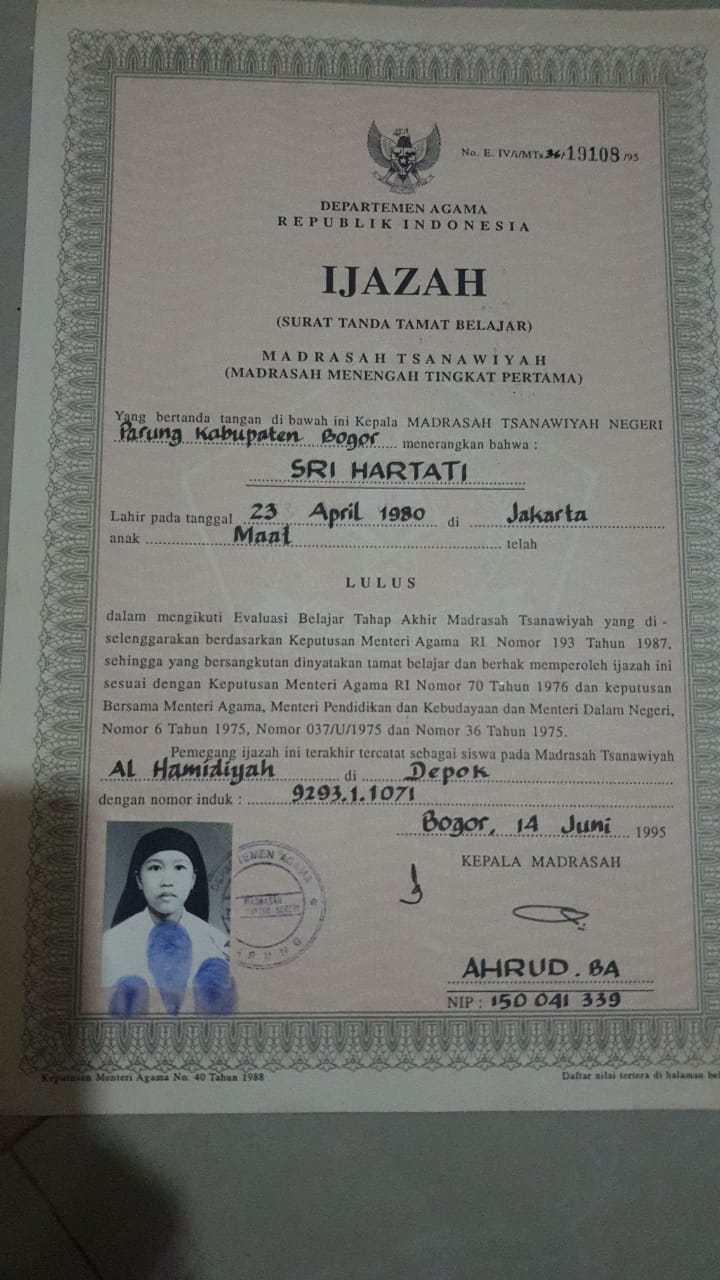 No. E. IV/i/MTs 36/19108/95
DEPARTEMEN AGAMA
REPUBLIK INDONESIA
IJAZAH
(SURAT TANDA TAMAT BELAJAR)
MADRASAH TSANAWIYAH
(MADRASAH MENENGAH TINGKAT PERTAMA)
Yang bertanda tangan di bawah ini Kepala MADRASAH TSANAWIYAH NEGERI
Parung Kabupaten Bogor menerangkan bahwa :
SRI HARTATI
Lahir pada tanggal 23 April 1980 di Jakarta
anak Maat telah
LULUS
dalam mengikuti Evaluasi Belajar Tahap Akhir Madrasah Tsanawiyah yang di -
selenggarakan berdasarkan Keputusan Menteri Agama RI Nomor 193 Tahun 1987,
sehingga yang bersangkutan dinyatakan tamat belajar dan berhak memperoleh ijazah ini
sesuai dengan Keputusan Menteri Agama RI Nomor 70 Tahun 1976 dan keputusan
Bersama Menteri Agama, Menteri Pendidikan dan Kebudayaan dan Menteri Dalam Negeri,
Nomor 6 Tahun 1975, Nomor 037/U/1975 dan Nomor 36 Tahun 1975.
Pemegang ijazah ini terakhir tercatat sebagai siswa pada Madrasah Tsanawiyah
AL Hamidiyah di Depok
dengan nomor induk : 9293.1.1071
Bogor, 14 Juni 1995
KEPALA MADRASAH
DEPARTEMEN AGAMA
MADRASAH
AHRUD. BA
NIP : 150 041 339
Keputusan Menteri Agama No. 40 Tahun 1988
Daftar nilai tertera di halaman